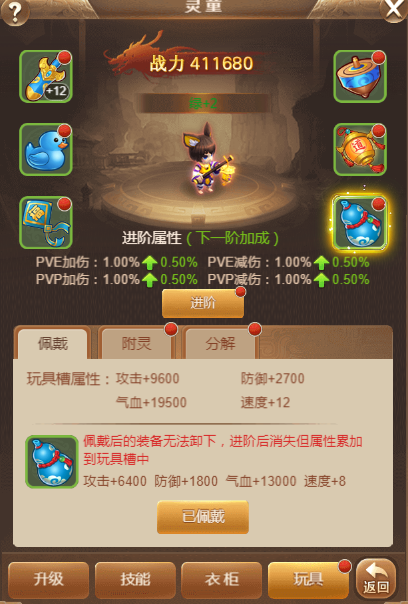 灵童
?
战力 411680
+12
进阶属性(下一阶加成)
PVE加伤：1.00% 0.50% PVE减伤：1.00% 0.50%
PVP加伤：1.00% 0.50% PVP减伤：1.00% 0.50%
进阶
佩戴 附灵 分解
玩具槽属性：攻击+9600 防御+2700
气血+19500 速度+12
佩戴后的装备无法卸下，进阶后消失但属性累加
到玩具槽中
攻击+6400 防御+1800 气血+13000 速度+8
已佩戴
升级 技能 衣柜 玩具 返回